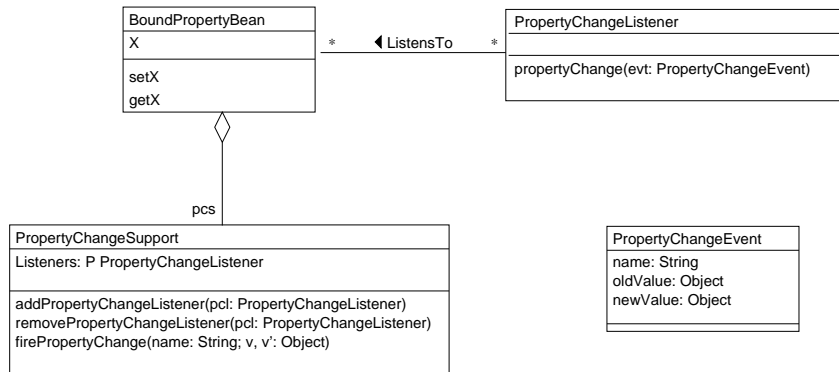 BoundPropertyBean
X
setX
getX
* ◀ ListensTo *
PropertyChangeListener
propertyChange(evt: PropertyChangeEvent)
pcs
PropertyChangeSupport
Listeners: P PropertyChangeListener
addPropertyChangeListener(pcl: PropertyChangeListener)
removePropertyChangeListener(pcl: PropertyChangeListener)
firePropertyChange(name: String; v, v’: Object)
PropertyChangeEvent
name: String
oldValue: Object
newValue: Object